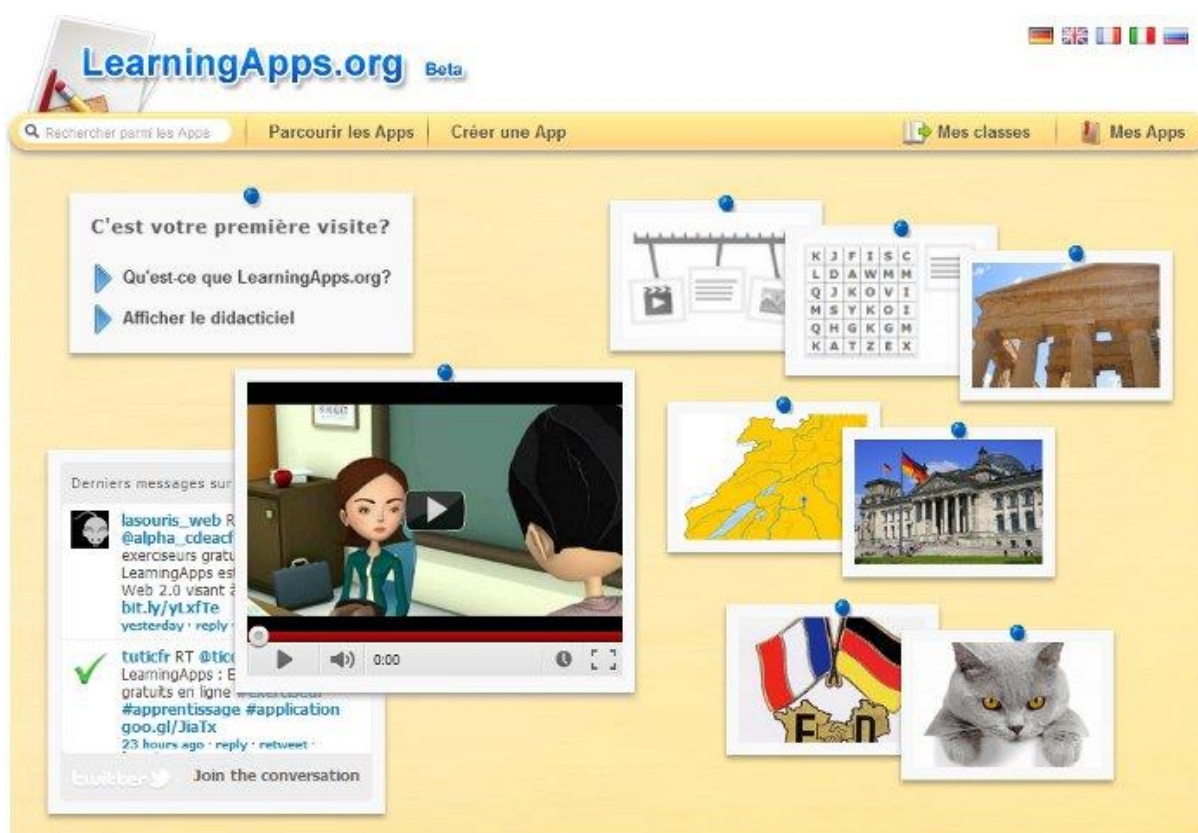 LearningApps.org Beta
Rechercher parmi les Apps
Parcourir les Apps
Créer une App
Mes classes
Mes Apps
C'est votre première visite?
Qu'est-ce que LearningApps.org?
Afficher le didacticiel
K J F I S C
L D A W M M
Q J K O V I
M S Y K O I
Q H G K G M
K A T Z E X
Derniers messages sur
lasouris_web R
@alpha_cdeacf
exerciseurs gratu
LearningApps est
Web 2.0 visant à
bit.ly/yLxfTe
yesterday · reply ·
tuticfr RT @tice
LearningApps : E
gratuits en ligne #exerciseur
#apprentissage #application
goo.gl/JiaTx
23 hours ago · reply · retweet ·
twitter
Join the conversation
0:00
F D